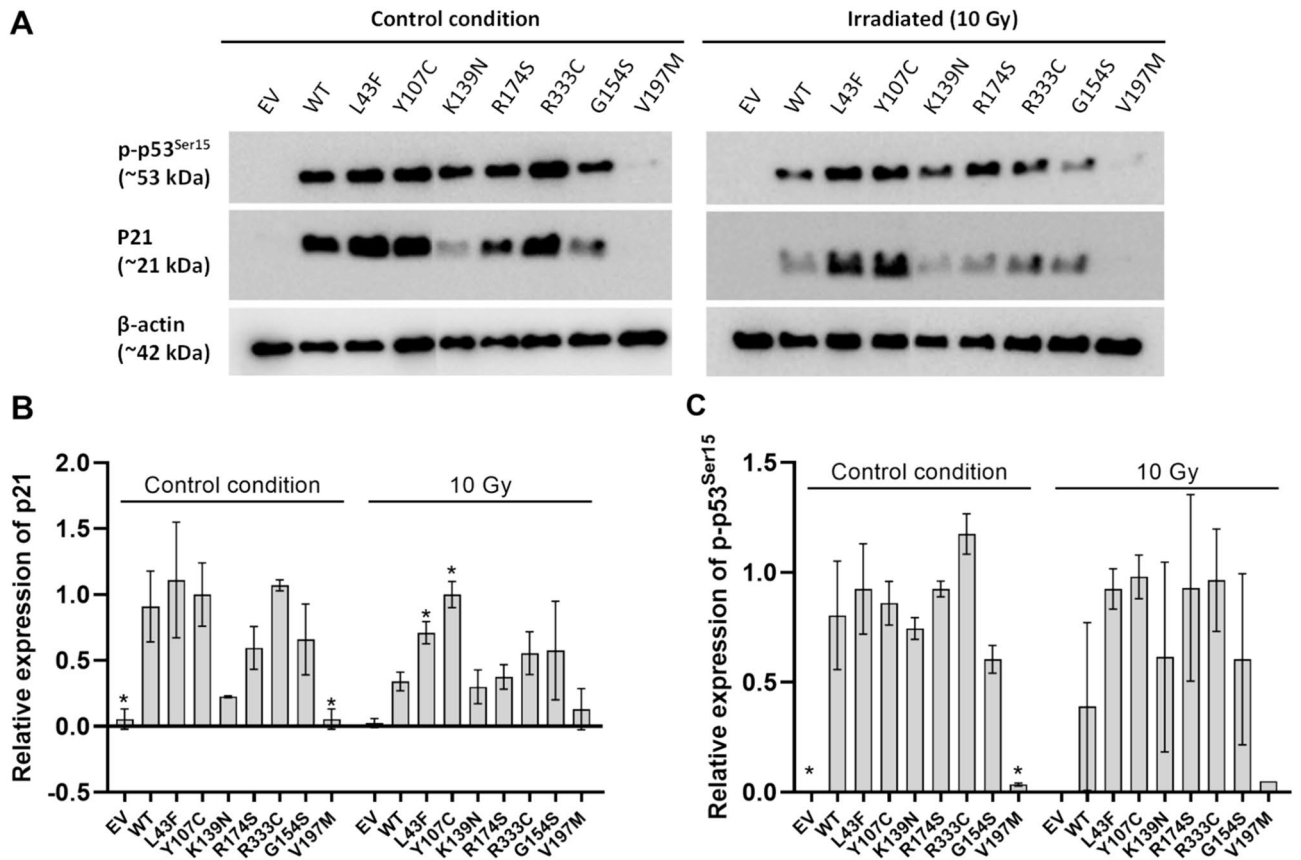 A
Control condition
Irradiated (10 Gy)
EV WT L43F Y107C K139N R174S R333C G154S V197M
EV WT L43F Y107C K139N R174S R333C G154S V197M
p-p53Ser15
(~53 kDa)
P21
(~21 kDa)
β-actin
(~42 kDa)
B
Relative expression of p21
2.0
1.5
1.0
0.5
0.0
-0.5
Control condition
10 Gy
* * * *
EV WT L43F Y107C K139N R174S R333C G154S V197M
EV WT L43F Y107C K139N R174S R333C G154S V197M
C
Relative expression of p-p53Ser15
1.5
1.0
0.5
0.0
Control condition
10 Gy
* *
EV WT L43F Y107C K139N R174S R333C G154S V197M
EV WT L43F Y107C K139N R174S R333C G154S V197M